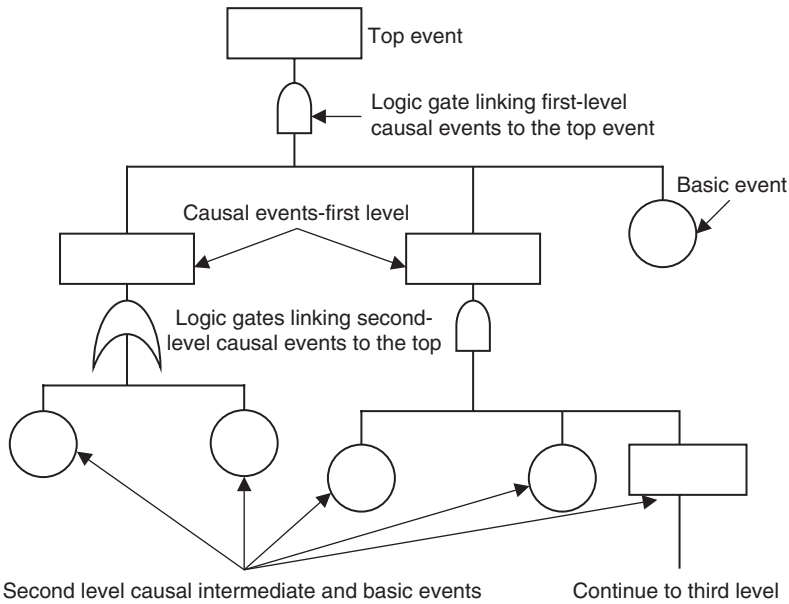 Top event
Logic gate linking first-level
causal events to the top event
Basic event
Causal events-first level
Logic gates linking second-
level causal events to the top
Second level causal intermediate and basic events
Continue to third level